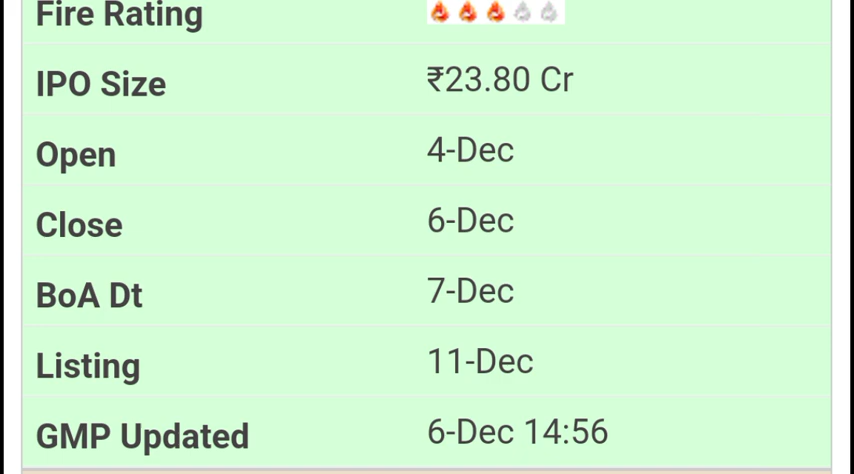 Fire Rating
IPO Size ₹23.80 Cr
Open 4-Dec
Close 6-Dec
BoA Dt 7-Dec
Listing 11-Dec
GMP Updated 6-Dec 14:56